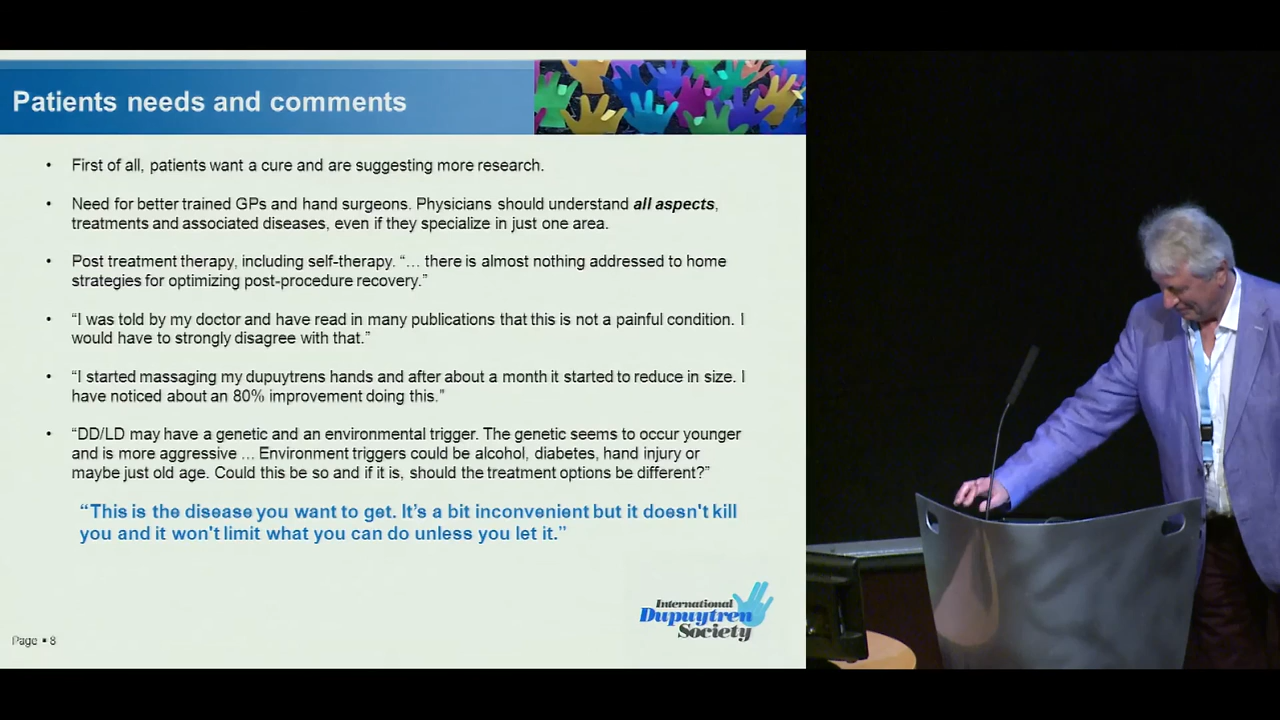 Patients needs and comments
• First of all, patients want a cure and are suggesting more research.
• Need for better trained GPs and hand surgeons. Physicians should understand all aspects,
treatments and associated diseases, even if they specialize in just one area.
• Post treatment therapy, including self-therapy. “… there is almost nothing addressed to home
strategies for optimizing post-procedure recovery.”
• “I was told by my doctor and have read in many publications that this is not a painful condition. I
would have to strongly disagree with that.”
• “I started massaging my dupuytrens hands and after about a month it started to reduce in size. I
have noticed about an 80% improvement doing this.”
• “DD/LD may have a genetic and an environmental trigger. The genetic seems to occur younger
and is more aggressive … Environment triggers could be alcohol, diabetes, hand injury or
maybe just old age. Could this be so and if it is, should the treatment options be different?”
“This is the disease you want to get. It’s a bit inconvenient but it doesn't kill
you and it won't limit what you can do unless you let it.”
International
Dupuytren
Society
Page ▪ 8